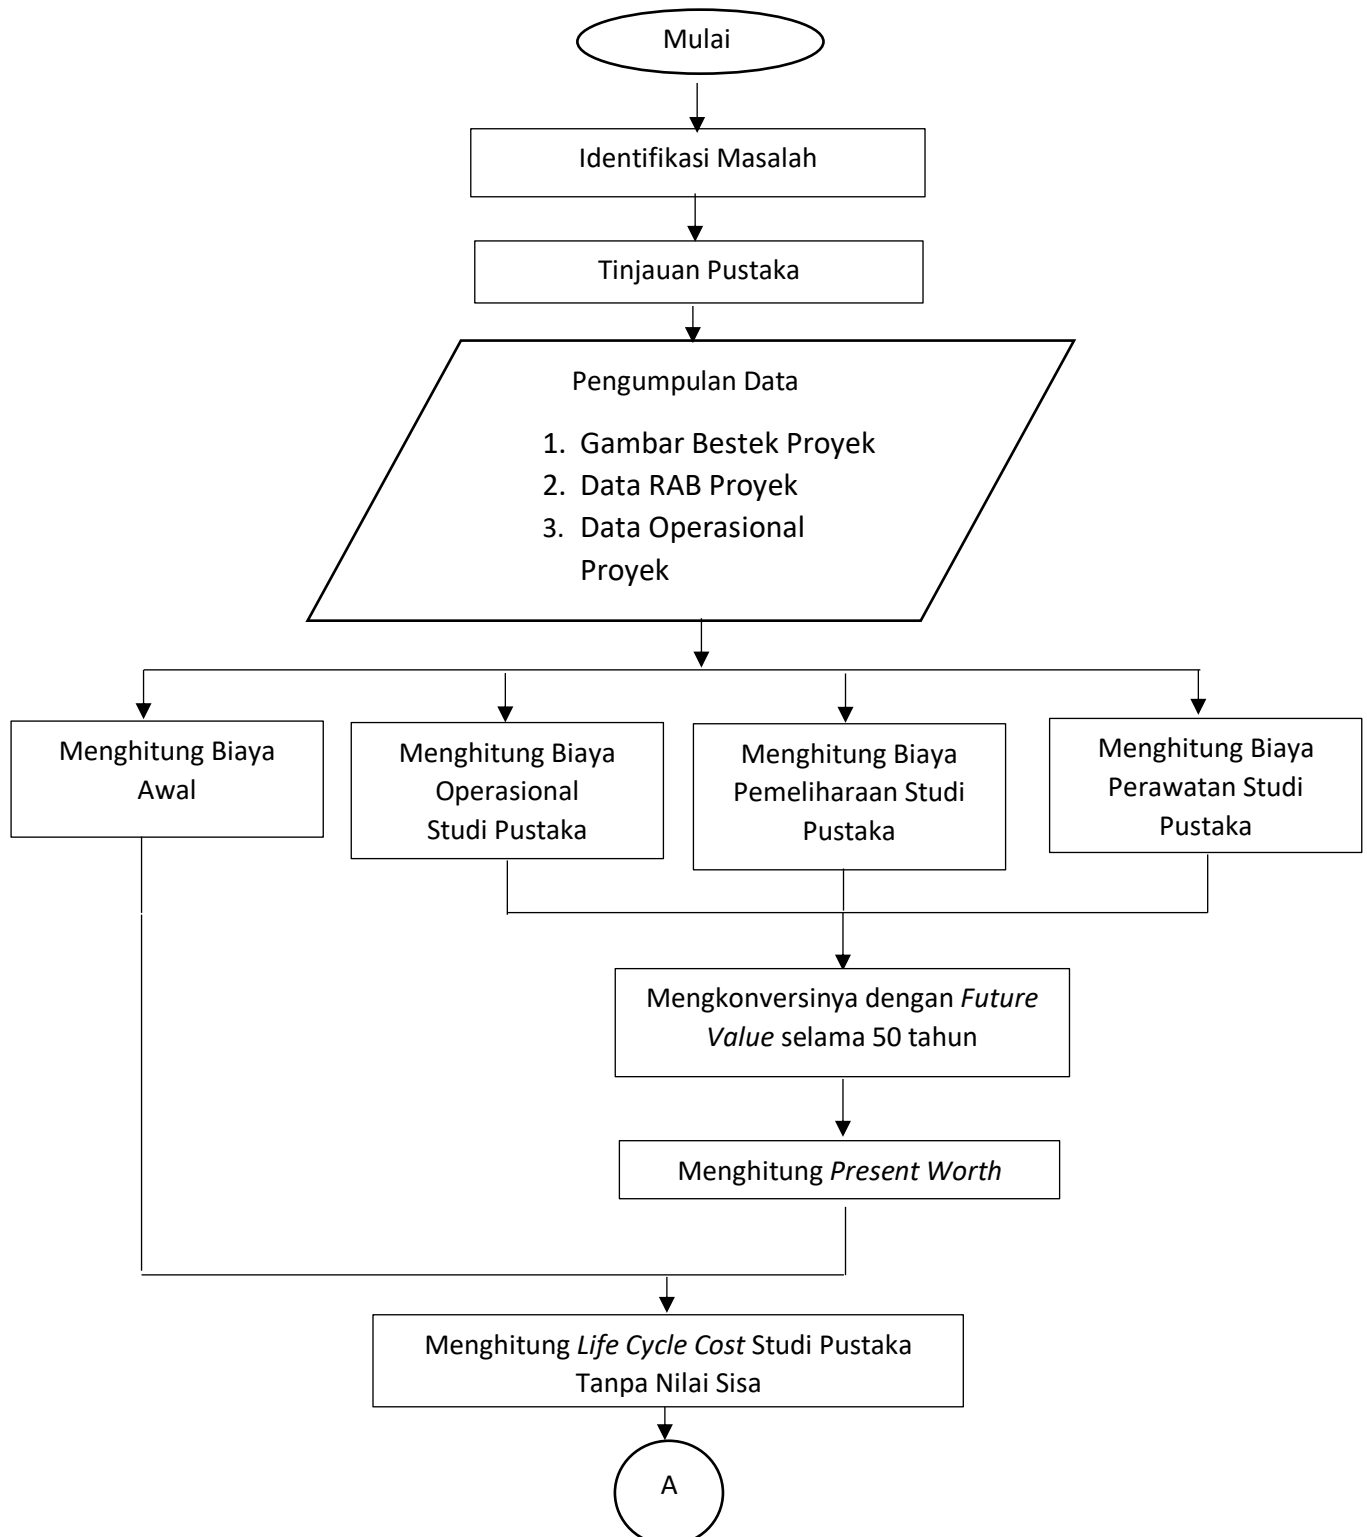 Mulai
Identifikasi Masalah
Tinjauan Pustaka
Pengumpulan Data
1. Gambar Bestek Proyek
2. Data RAB Proyek
3. Data Operasional
Proyek
Menghitung Biaya
Awal
Menghitung Biaya
Operasional
Studi Pustaka
Menghitung Biaya
Pemeliharaan Studi
Pustaka
Menghitung Biaya
Perawatan Studi
Pustaka
Mengkonversinya dengan Future
Value selama 50 tahun
Menghitung Present Worth
Menghitung Life Cycle Cost Studi Pustaka
Tanpa Nilai Sisa
A